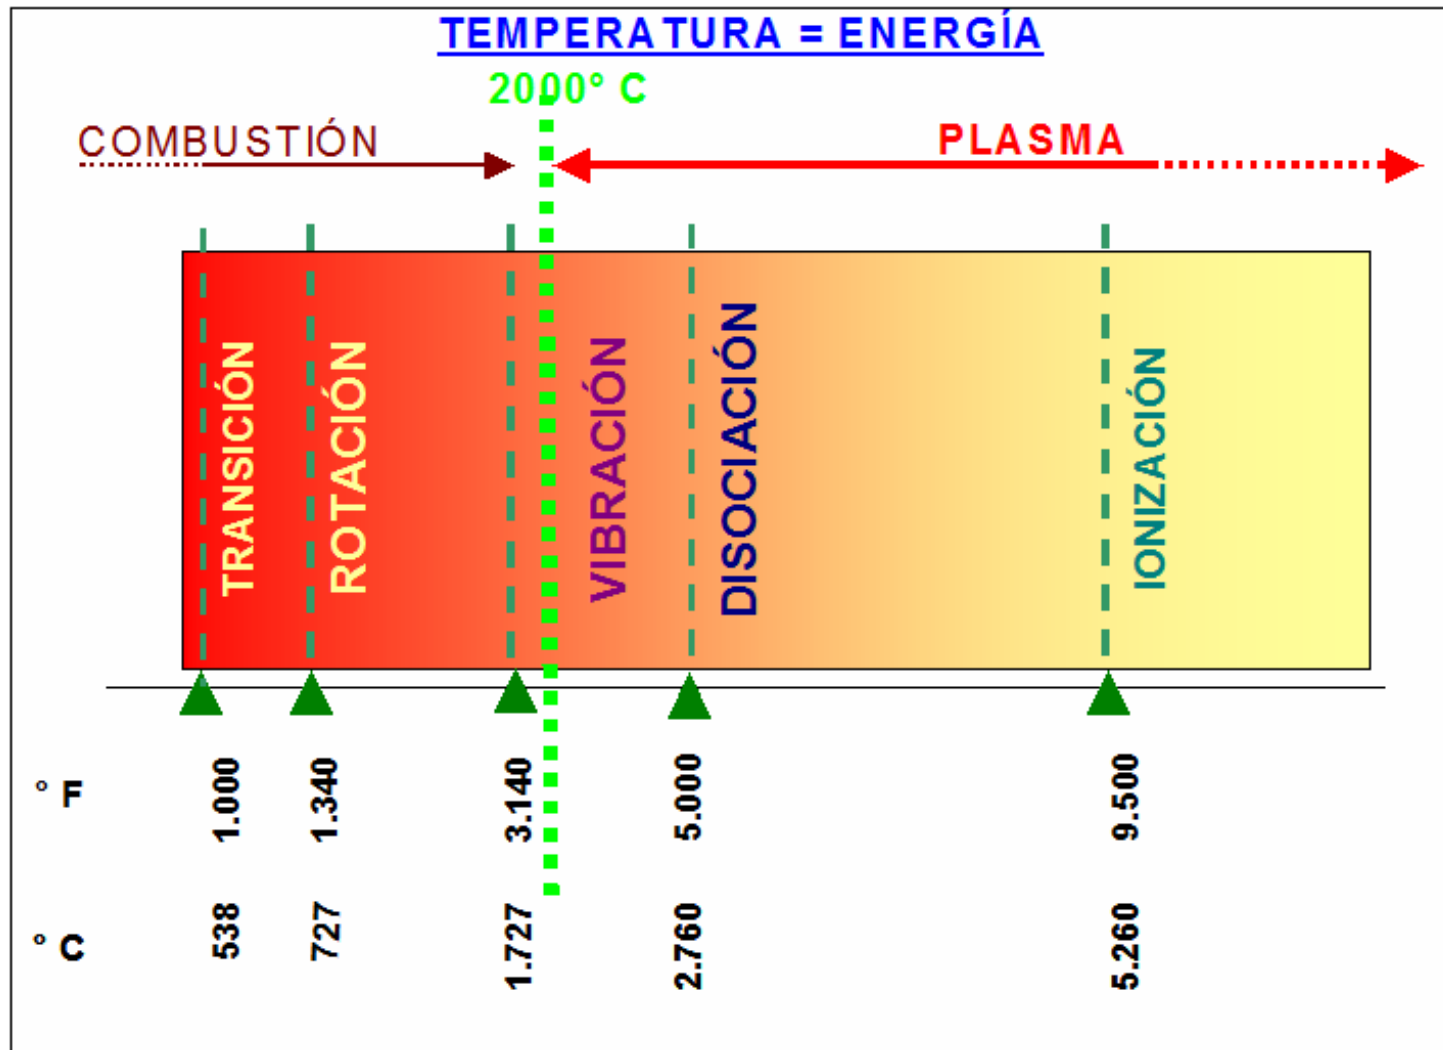 TEMPERATURA = ENERGÍA
2000° C
COMBUSTIÓN
PLASMA
TRANSICIÓN
ROTACIÓN
VIBRACIÓN
DISOCIACIÓN
IONIZACIÓN
° F 1.000 1.340 3.140 5.000 9.500
° C 538 727 1.727 2.760 5.260